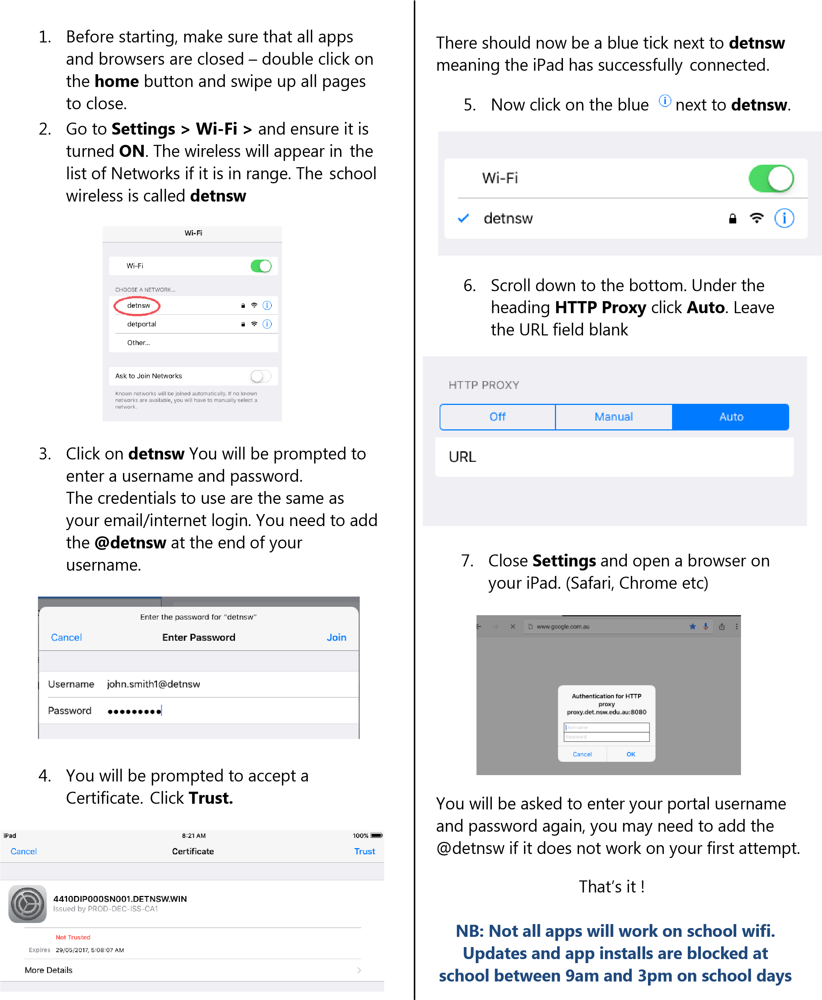 1. Before starting, make sure that all apps
and browsers are closed – double click on
the home button and swipe up all pages
to close.
2. Go to Settings > Wi-Fi > and ensure it is
turned ON. The wireless will appear in the
list of Networks if it is in range. The school
wireless is called detnsw
Wi-Fi
Wi-Fi
CHOOSE A NETWORK...
detnsw
detportal
Other...
Ask to Join Networks
Known networks will be joined automatically. If no known
networks are available, you will have to manually select a
network.
3. Click on detnsw You will be prompted to
enter a username and password.
The credentials to use are the same as
your email/internet login. You need to add
the @detnsw at the end of your
username.
Enter the password for “detnsw”
Cancel Enter Password Join
Username john.smith1@detnsw
Password ●●●●●●●●●
4. You will be prompted to accept a
Certificate. Click Trust.
iPad 8:21 AM 100%
Cancel Certificate Trust
4410DIP000SN001.DETNSW.WIN
Issued by PROD-DEC-ISS-CA1
Not Trusted
Expires 29/05/2017, 5:08:07 AM
More Details
There should now be a blue tick next to detnsw
meaning the iPad has successfully connected.
5. Now click on the blue i next to detnsw.
Wi-Fi
detnsw
6. Scroll down to the bottom. Under the
heading HTTP Proxy click Auto. Leave
the URL field blank
HTTP PROXY
Off Manual Auto
URL
7. Close Settings and open a browser on
your iPad. (Safari, Chrome etc)
www.google.com.au
Authentication for HTTP
proxy
proxy.det.nsw.edu.au:8080
Username
Password
Cancel OK
You will be asked to enter your portal username
and password again, you may need to add the
@detnsw if it does not work on your first attempt.
That’s it !
NB: Not all apps will work on school wifi.
Updates and app installs are blocked at
school between 9am and 3pm on school days